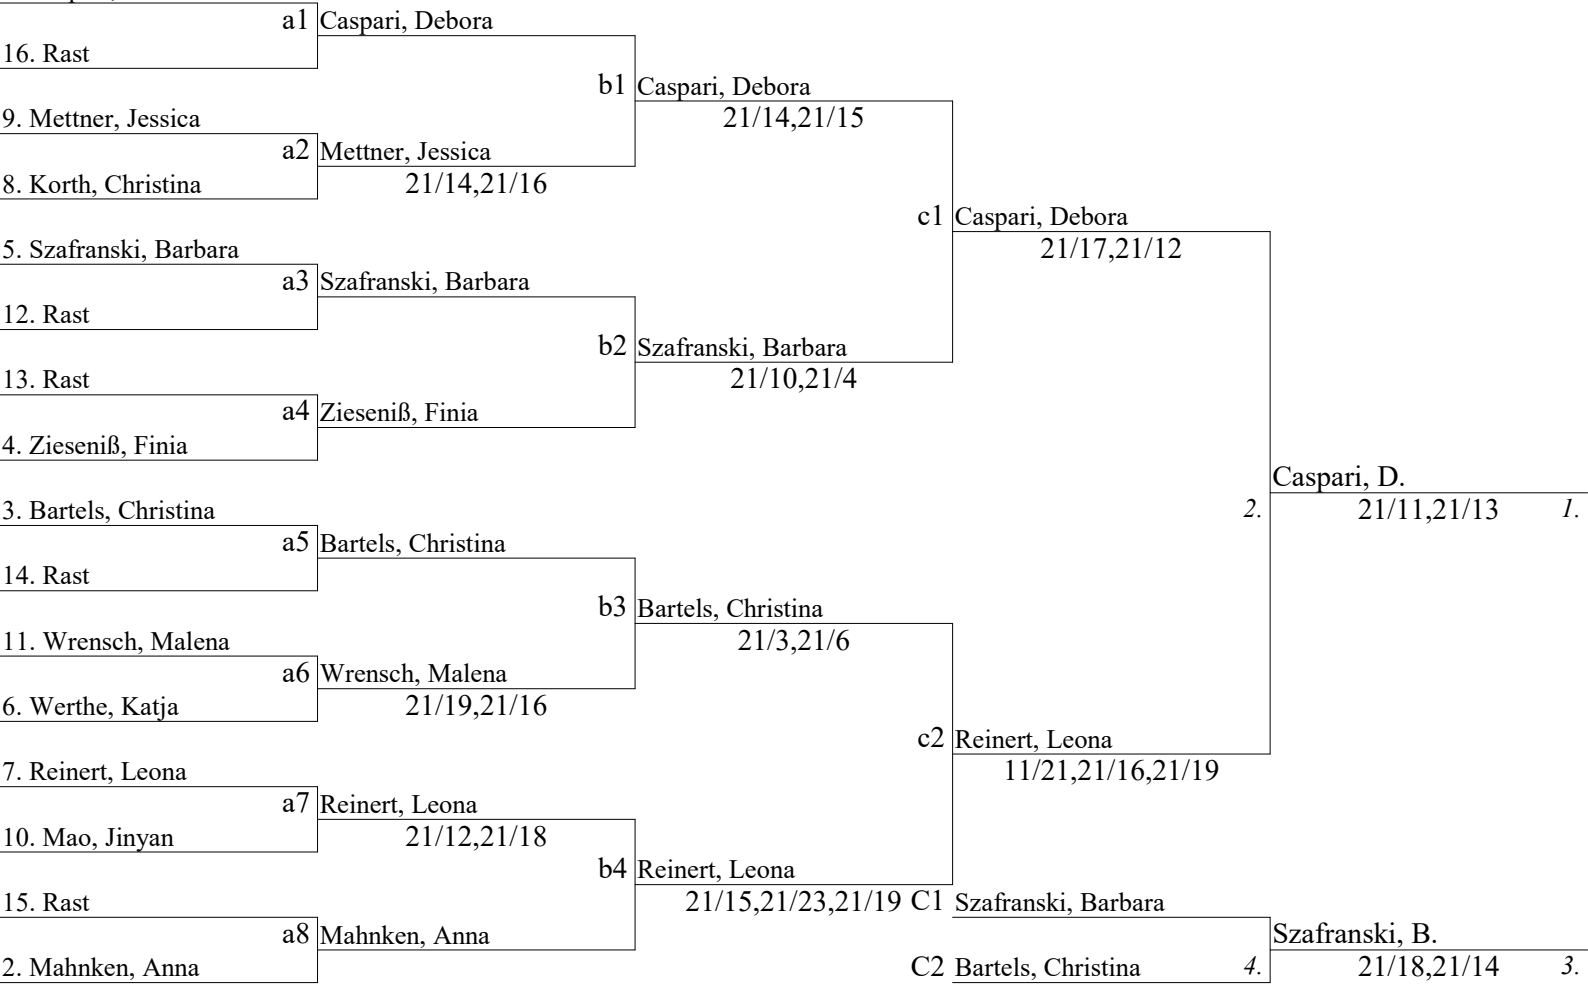 a1 Caspari, Debora
16. Rast
b1 Caspari, Debora
21/14,21/15
9. Mettner, Jessica
a2 Mettner, Jessica
21/14,21/16
8. Korth, Christina
c1 Caspari, Debora
21/17,21/12
5. Szafranski, Barbara
a3 Szafranski, Barbara
12. Rast
b2 Szafranski, Barbara
21/10,21/4
13. Rast
a4 Zieseniß, Finia
4. Zieseniß, Finia
Caspari, D.
2. 21/11,21/13 1.
3. Bartels, Christina
a5 Bartels, Christina
14. Rast
b3 Bartels, Christina
21/3,21/6
11. Wrensch, Malena
a6 Wrensch, Malena
21/19,21/16
6. Werthe, Katja
c2 Reinert, Leona
11/21,21/16,21/19
7. Reinert, Leona
a7 Reinert, Leona
21/12,21/18
10. Mao, Jinyan
b4 Reinert, Leona
21/15,21/23,21/19
15. Rast
C1 Szafranski, Barbara
a8 Mahnken, Anna
Szafranski, B.
2. Mahnken, Anna
C2 Bartels, Christina 4. 21/18,21/14 3.